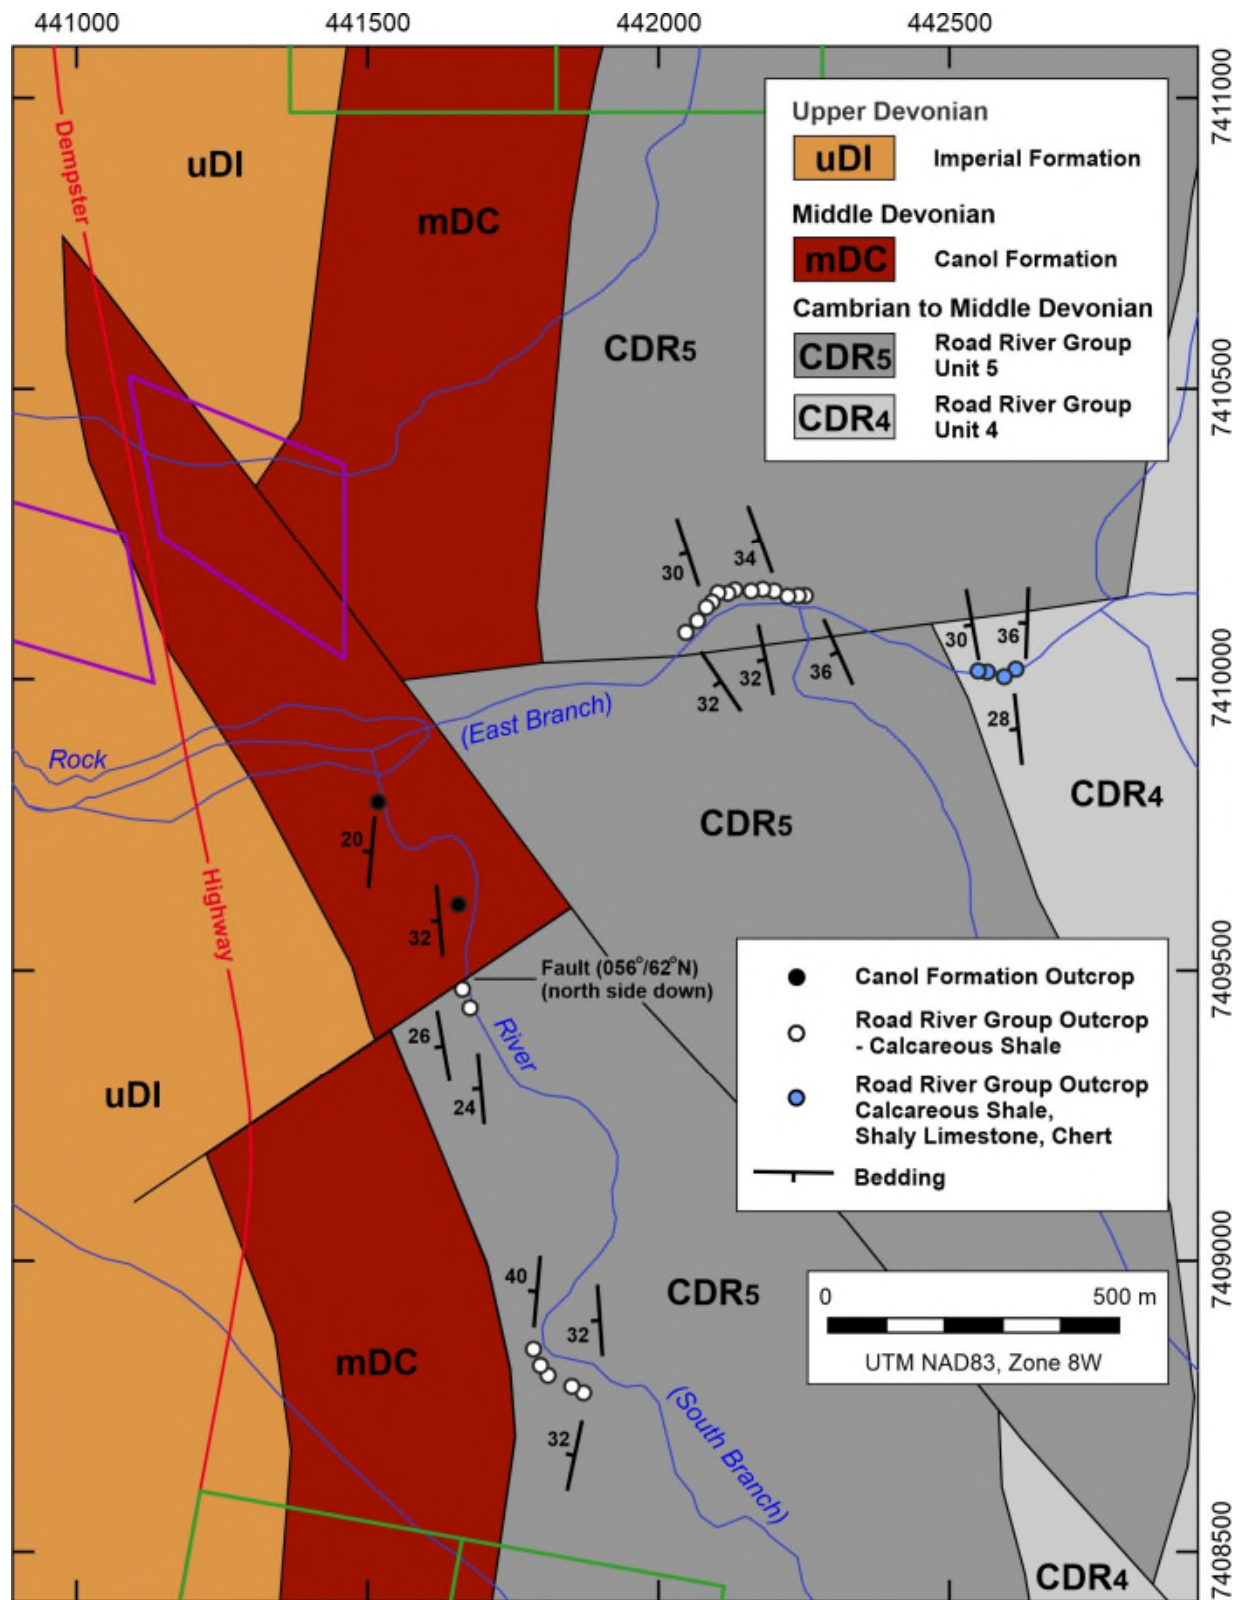 441000
441500
442000
442500
7411000
7410500
7410000
7409500
7409000
7408500
Upper Devonian
uDI
Imperial Formation
Middle Devonian
mDC
Canol Formation
Cambrian to Middle Devonian
CDR5
Road River Group
Unit 5
CDR4
Road River Group
Unit 4
Dempster
uDI
mDC
CDR5
30
34
30
36
32
32
36
28
(East Branch)
Rock
CDR4
CDR5
20
32
Highway
Fault (056°/62°N)
(north side down)
26
River
24
uDI
Canol Formation Outcrop
Road River Group Outcrop
- Calcareous Shale
Road River Group Outcrop
Calcareous Shale,
Shaly Limestone, Chert
Bedding
40
32
CDR5
0
500 m
UTM NAD83, Zone 8W
mDC
32
(South Branch)
CDR4